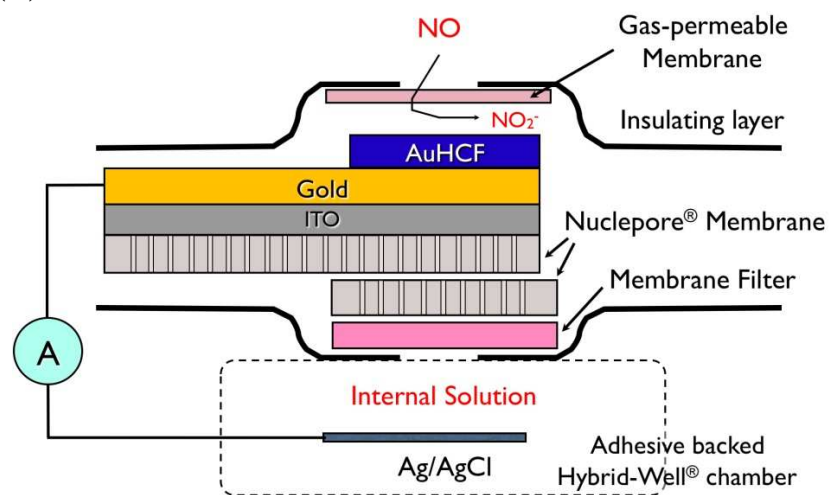 NO
Gas-permeable
Membrane
NO₂⁻
Insulating layer
AuHCF
Gold
ITO
Nuclepore® Membrane
Membrane Filter
A
Internal Solution
Ag/AgCl
Adhesive backed
Hybrid-Well® chamber